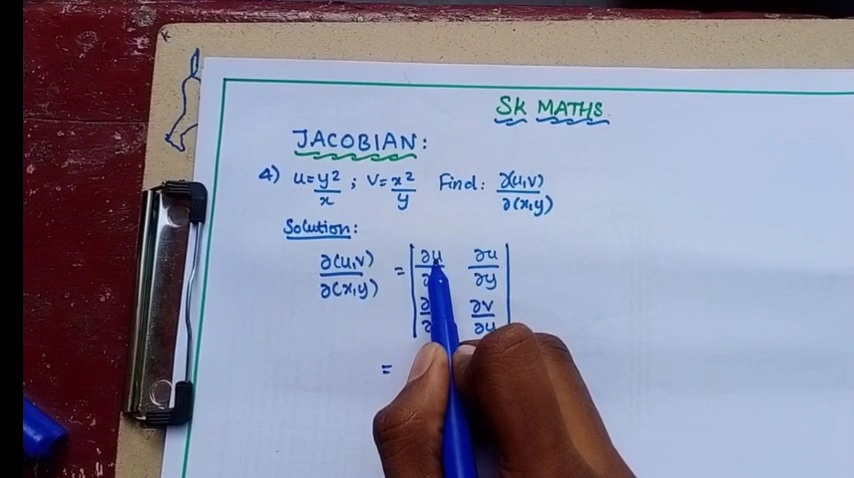 SK MATHS
JACOBIAN:
4) u=y²/x ; v=x²/y Find: ∂(u,v)/∂(x,y)
Solution:
∂(u,v)/∂(x,y) = | ∂u ∂u/∂y |
| ∂v/∂y |
=